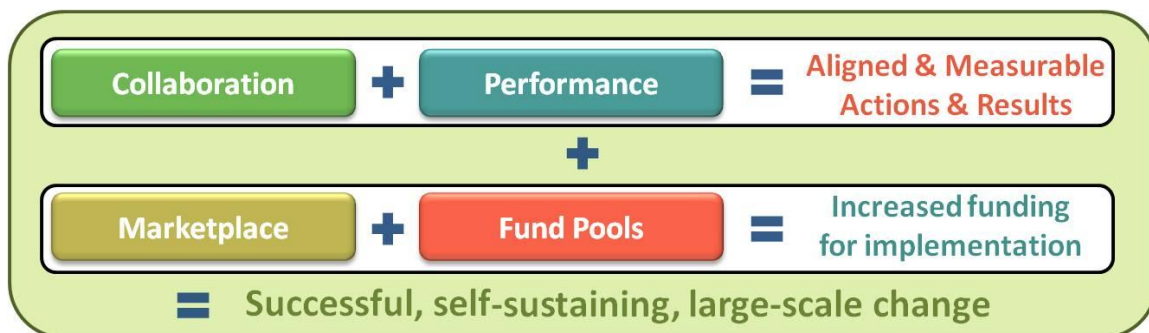 Collaboration + Performance = Aligned & Measurable
Actions & Results
+
Marketplace + Fund Pools = Increased funding
for implementation
= Successful, self-sustaining, large-scale change